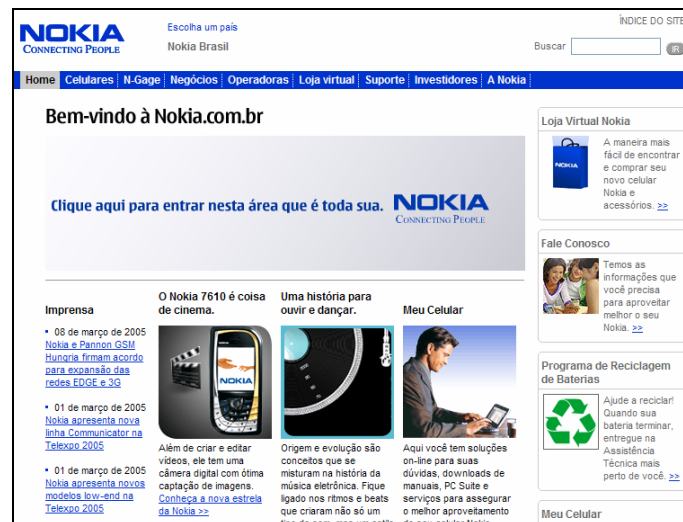 NOKIA
CONNECTING PEOPLE
Escolha um país
Nokia Brasil
ÍNDICE DO SITE
Buscar
IR
Home Celulares N-Gage Negócios Operadoras Loja virtual Suporte Investidores A Nokia
Bem-vindo à Nokia.com.br
Clique aqui para entrar nesta área que é toda sua.
NOKIA
CONNECTING PEOPLE
Imprensa
08 de março de 2005
Nokia e Pannon GSM
Hungria firmam acordo
para expansão das
redes EDGE e 3G
01 de março de 2005
Nokia apresenta nova
linha Communicator na
Telexpo 2005
01 de março de 2005
Nokia apresenta novos
modelos low-end na
Telexpo 2005
O Nokia 7610 é coisa
de cinema.
NOKIA
Além de criar e editar
vídeos, ele tem uma
câmera digital com ótima
captação de imagens.
Conheça a nova estrela
da Nokia >>
Uma história para
ouvir e dançar.
Origem e evolução são
conceitos que se
misturam na história da
música eletrônica. Fique
ligado nos ritmos e beats
que criaram não só um
Meu Celular
Aqui você tem soluções
on-line para suas
dúvidas, downloads de
manuais, PC Suite e
serviços para assegurar
o melhor aproveitamento
do seu celular Nokia
Loja Virtual Nokia
NOKIA
A maneira mais
fácil de encontrar
e comprar seu
novo celular
Nokia e
acessórios. >>
Fale Conosco
Temos as
informações que
você precisa
para aproveitar
melhor o seu
Nokia. >>
Programa de Reciclagem
de Baterias
Ajude a reciclar!
Quando sua
bateria terminar,
entregue na
Assistência
Técnica mais
perto de você. >>
Meu Celular